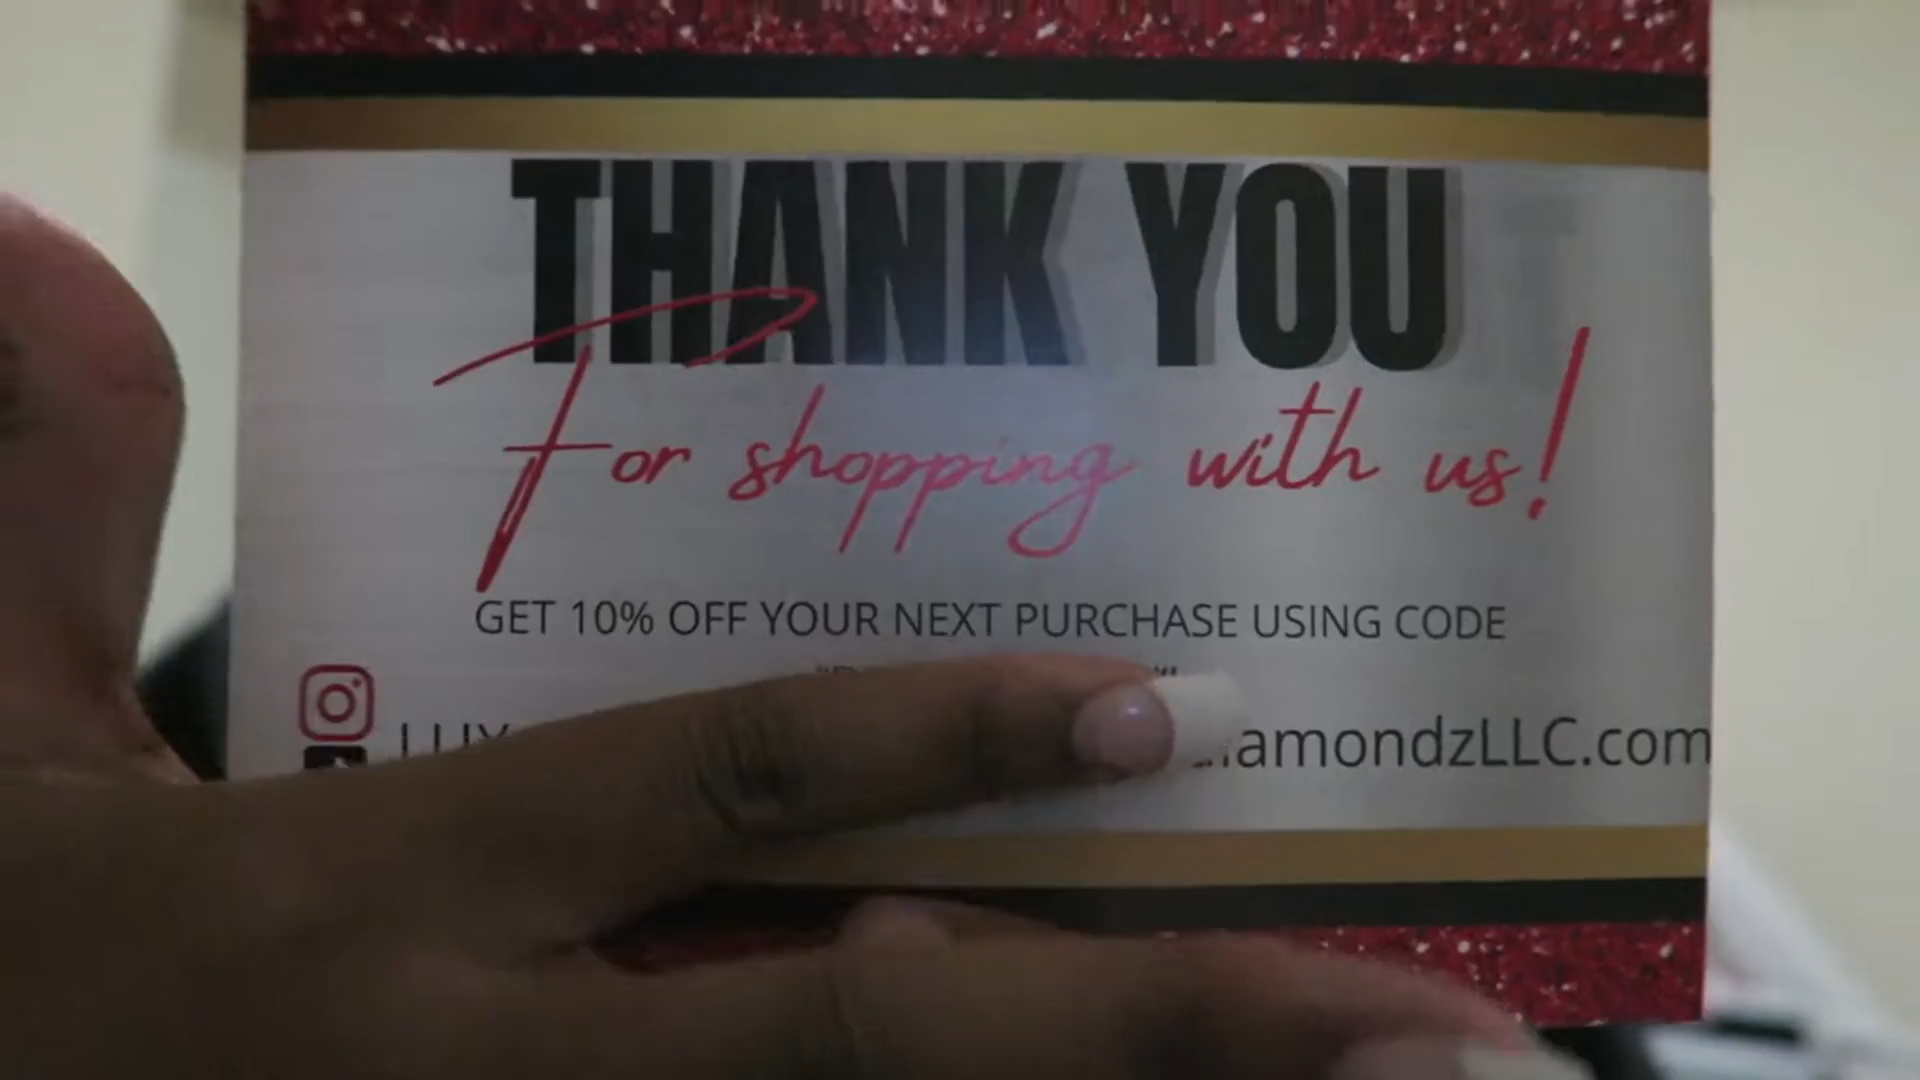 THANK YOU
For shopping with us!
GET 10% OFF YOUR NEXT PURCHASE USING CODE
amondzLLC.com